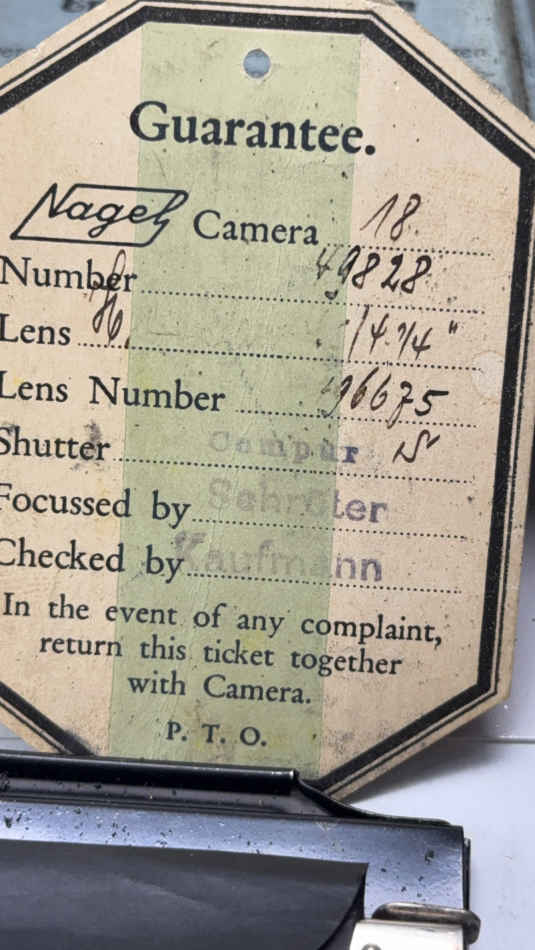 Guarantee.
Nagel Camera 18.
Number 49828
Lens 1/4.
Lens Number 96675
Shutter Compur S
Focussed by Schröter
Checked by Kaufmann
In the event of any complaint,
return this ticket together
with Camera.
P. T. O.